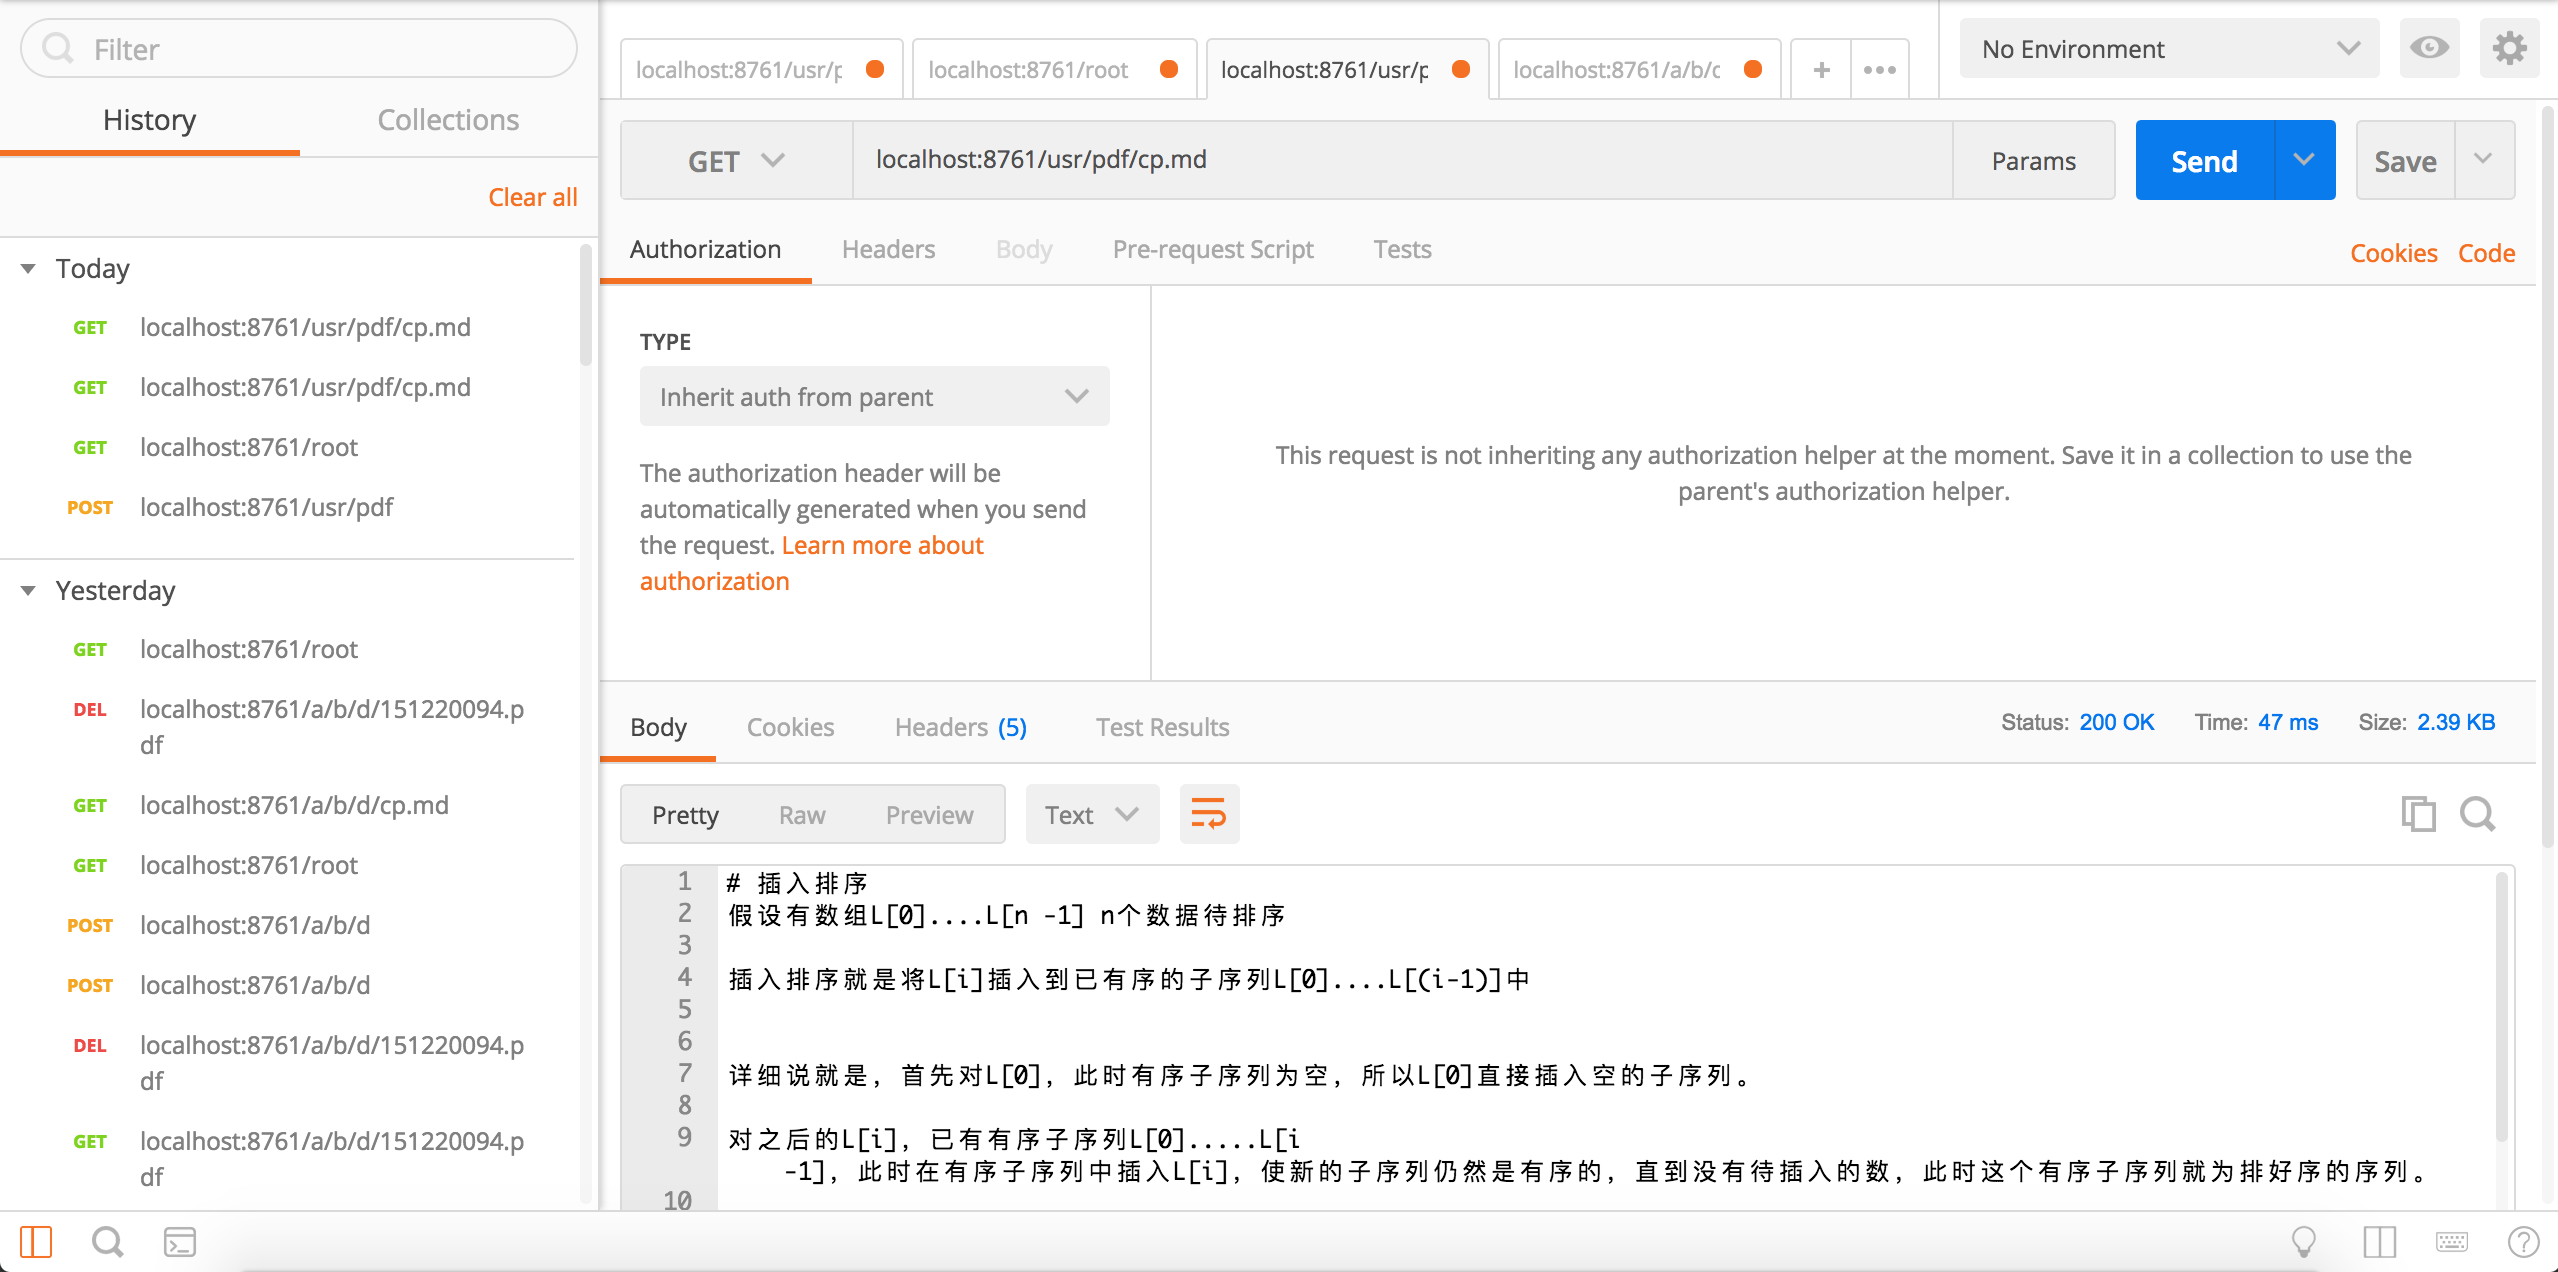 Filter
History
Collections
Clear all
Today
GET localhost:8761/usr/pdf/cp.md
GET localhost:8761/usr/pdf/cp.md
GET localhost:8761/root
POST localhost:8761/usr/pdf
Yesterday
GET localhost:8761/root
DEL localhost:8761/a/b/d/151220094.p
df
GET localhost:8761/a/b/d/cp.md
GET localhost:8761/root
POST localhost:8761/a/b/d
POST localhost:8761/a/b/d
DEL localhost:8761/a/b/d/151220094.p
df
GET localhost:8761/a/b/d/151220094.p
df
localhost:8761/usr/p
localhost:8761/root
localhost:8761/usr/p
localhost:8761/a/b/c
+
No Environment
GET
localhost:8761/usr/pdf/cp.md
Params
Send
Save
Authorization
Headers
Body
Pre-request Script
Tests
Cookies
Code
TYPE
Inherit auth from parent
The authorization header will be
automatically generated when you send
the request. Learn more about
authorization
This request is not inheriting any authorization helper at the moment. Save it in a collection to use the
parent's authorization helper.
Body
Cookies
Headers (5)
Test Results
Status: 200 OK
Time: 47 ms
Size: 2.39 KB
Pretty
Raw
Preview
Text
1 # 插入排序
2 假设有数组L[0]....L[n -1] n个数据待排序
3
4 插入排序就是将L[i]插入到已有序的子序列L[0]....L[(i-1)]中
5
6
7 详细说就是，首先对L[0]，此时有序子序列为空，所以L[0]直接插入空的子序列。
8
9 对之后的L[i]，已有有序子序列L[0].....L[i
-1]，此时在有序子序列中插入L[i]，使新的子序列仍然是有序的，直到没有待插入的数，此时这个有序子序列就为排好序的序列。
10